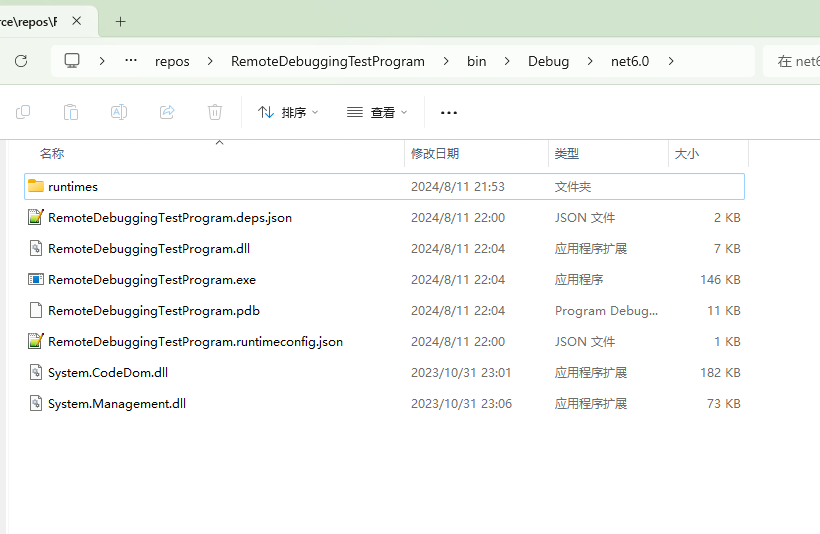 rce\repos\F
repos RemoteDebuggingTestProgram bin Debug net6.0 在 net6
排序 查看
名称 修改日期 类型 大小
runtimes 2024/8/11 21:53 文件夹
RemoteDebuggingTestProgram.deps.json 2024/8/11 22:00 JSON 文件 2 KB
RemoteDebuggingTestProgram.dll 2024/8/11 22:04 应用程序扩展 7 KB
RemoteDebuggingTestProgram.exe 2024/8/11 22:04 应用程序 146 KB
RemoteDebuggingTestProgram.pdb 2024/8/11 22:04 Program Debug... 11 KB
RemoteDebuggingTestProgram.runtimeconfig.json 2024/8/11 22:00 JSON 文件 1 KB
System.CodeDom.dll 2023/10/31 23:01 应用程序扩展 182 KB
System.Management.dll 2023/10/31 23:06 应用程序扩展 73 KB